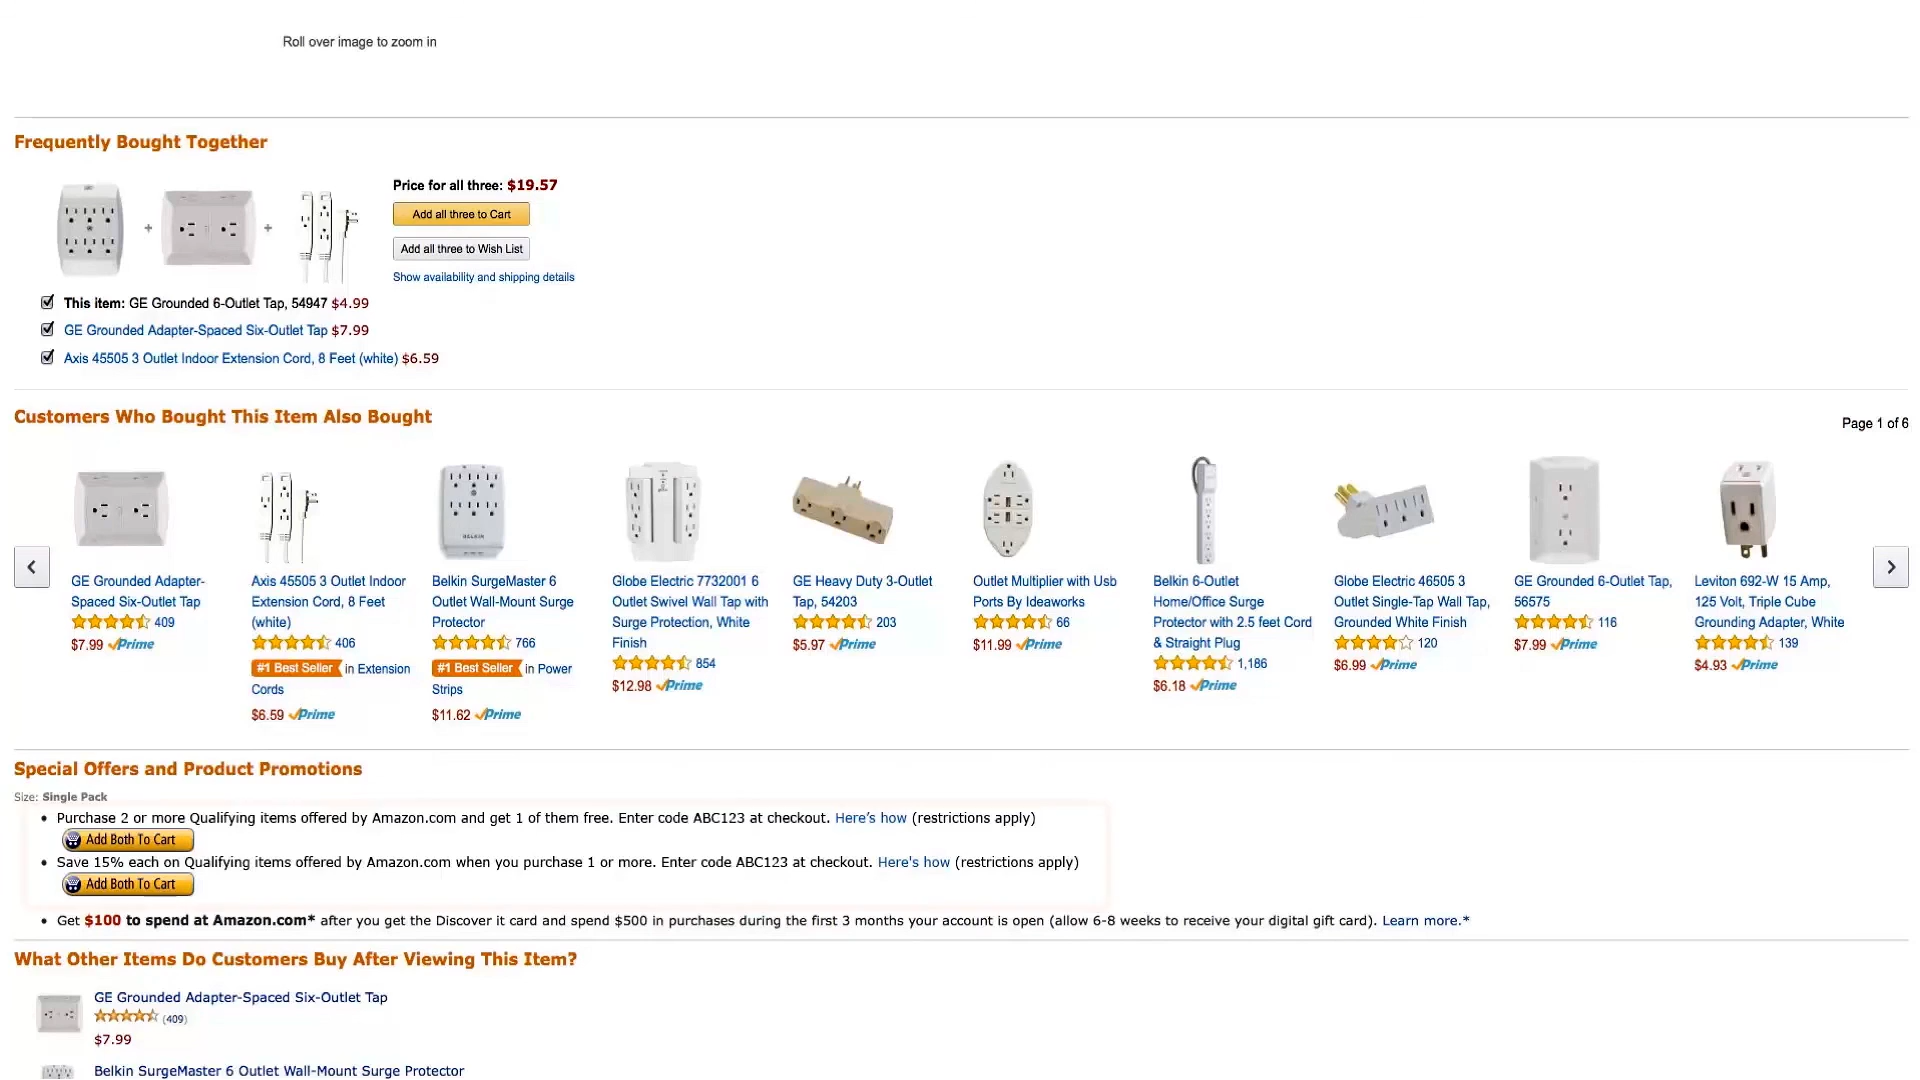 Roll over image to zoom in
Frequently Bought Together
+ +
Price for all three: $19.57
Add all three to Cart
Add all three to Wish List
Show availability and shipping details
This item: GE Grounded 6-Outlet Tap, 54947 $4.99
GE Grounded Adapter-Spaced Six-Outlet Tap $7.99
Axis 45505 3 Outlet Indoor Extension Cord, 8 Feet (white) $6.59
Customers Who Bought This Item Also Bought
Page 1 of 6
BELKIN
GE Grounded Adapter-
Spaced Six-Outlet Tap
409
$7.99 Prime
Axis 45505 3 Outlet Indoor
Extension Cord, 8 Feet
(white)
406
#1 Best Seller in Extension
Cords
$6.59 Prime
Belkin SurgeMaster 6
Outlet Wall-Mount Surge
Protector
766
#1 Best Seller in Power
Strips
$11.62 Prime
Globe Electric 7732001 6
Outlet Swivel Wall Tap with
Surge Protection, White
Finish
854
$12.98 Prime
GE Heavy Duty 3-Outlet
Tap, 54203
203
$5.97 Prime
Outlet Multiplier with Usb
Ports By Ideaworks
66
$11.99 Prime
Belkin 6-Outlet
Home/Office Surge
Protector with 2.5 feet Cord
& Straight Plug
1,186
$6.18 Prime
Globe Electric 46505 3
Outlet Single-Tap Wall Tap,
Grounded White Finish
120
$6.99 Prime
GE Grounded 6-Outlet Tap,
56575
116
$7.99 Prime
Leviton 692-W 15 Amp,
125 Volt, Triple Cube
Grounding Adapter, White
139
$4.93 Prime
Special Offers and Product Promotions
Size: Single Pack
• Purchase 2 or more Qualifying items offered by Amazon.com and get 1 of them free. Enter code ABC123 at checkout. Here's how (restrictions apply)
Add Both To Cart
• Save 15% each on Qualifying items offered by Amazon.com when you purchase 1 or more. Enter code ABC123 at checkout. Here's how (restrictions apply)
Add Both To Cart
• Get $100 to spend at Amazon.com* after you get the Discover it card and spend $500 in purchases during the first 3 months your account is open (allow 6-8 weeks to receive your digital gift card). Learn more.*
What Other Items Do Customers Buy After Viewing This Item?
GE Grounded Adapter-Spaced Six-Outlet Tap
(409)
$7.99
Belkin SurgeMaster 6 Outlet Wall-Mount Surge Protector